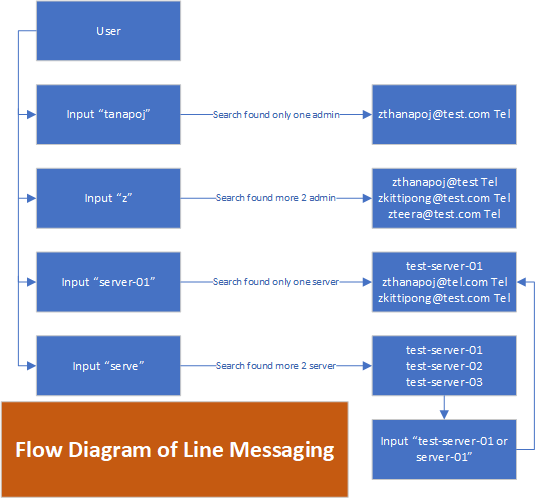 User
Input “tanapoj”
Search found only one admin
zthanapoj@test.com Tel
Input “z”
Search found more 2 admin
zthanapoj@test Tel
zkittipong@test.com Tel
zteera@test.com Tel
Input “server-01”
Search found only one server
test-server-01
zthanapoj@tel.com Tel
zkittipong@test.com Tel
Input “serve”
Search found more 2 server
test-server-01
test-server-02
test-server-03
Input “test-server-01 or
server-01”
Flow Diagram of Line Messaging